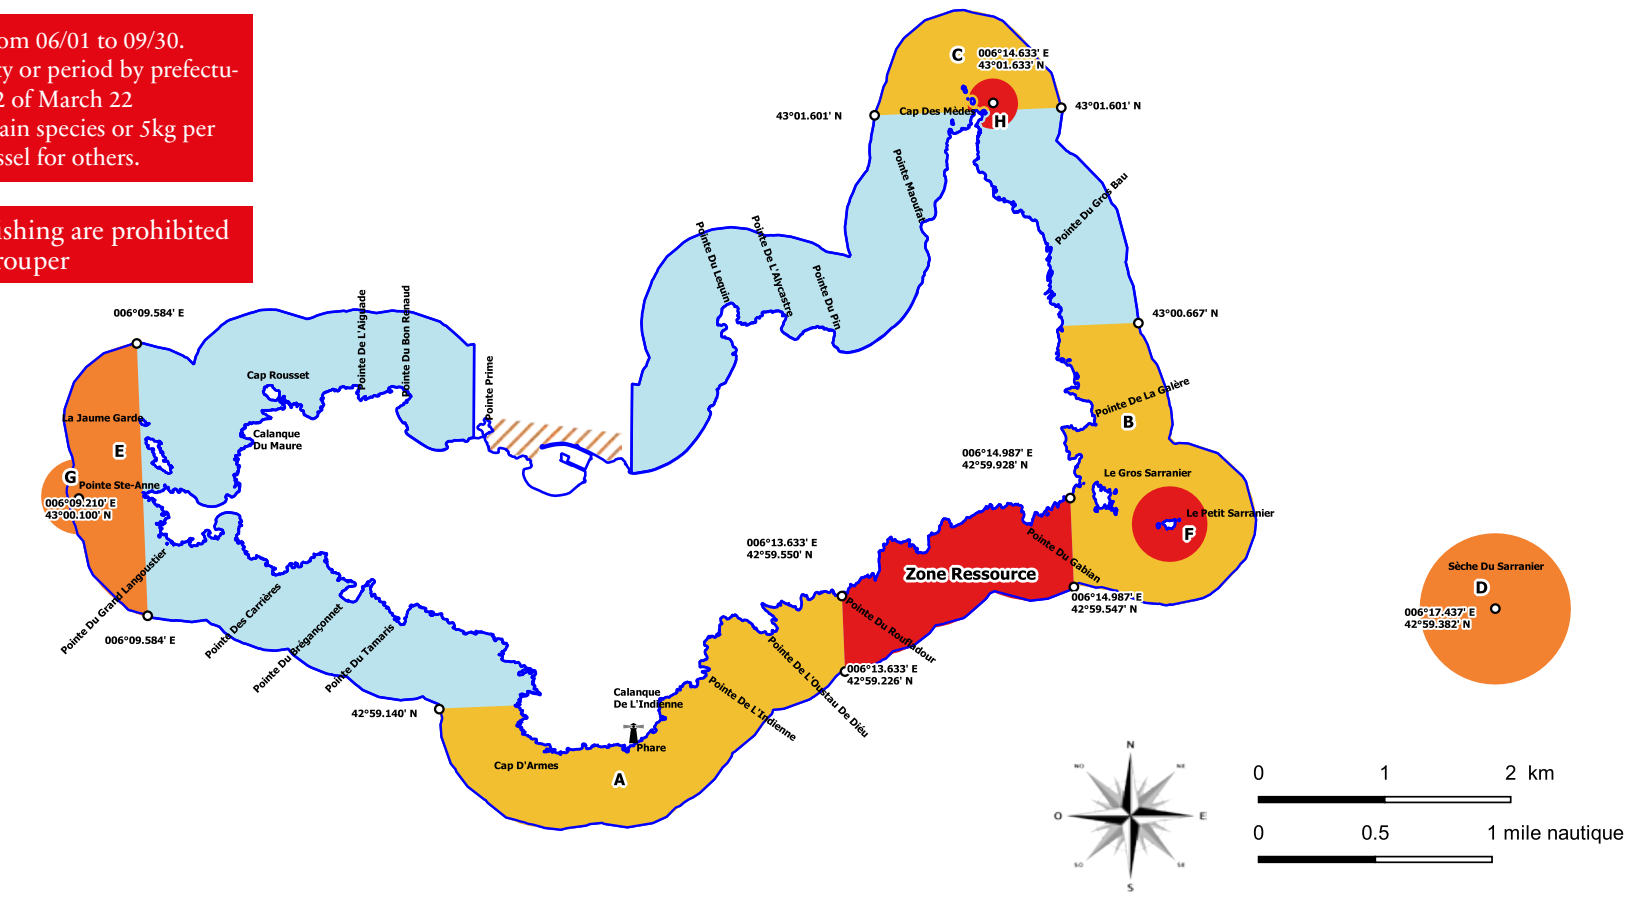 om 06/01 to 09/30.
ty or period by prefectu-
2 of March 22
ain species or 5kg per
ssel for others.
ishing are prohibited
rouper
C
006°14.633' E
43°01.633' N
43°01.601' N
Cap Des Mèdes
H
43°01.601' N
Pointe Maoufat
Pointe Du Gros Bau
Pointe Du Lequin
Pointe De L'Alycastre
Pointe Du Pin
006°09.584' E
43°00.667' N
Pointe De L'Aiguade
Pointe Du Bon Renaud
Pointe Prime
Cap Rousset
La Jaume Garde
E
Calanque
Du Maure
Pointe De La Galère
B
G
Pointe Ste-Anne
006°09.210' E
43°00.100' N
006°14.987' E
42°59.928' N
Le Gros Sarranier
Le Petit Sarranier
F
006°13.633' E
42°59.550' N
Zone Ressource
Pointe Du Gabian
006°14.987' E
42°59.547' N
Sèche Du Sarranier
D
006°17.437' E
42°59.382' N
Pointe Du Grand Langoustier
006°09.584' E
Pointe Des Carrières
Pointe Du Brégançonnet
Pointe Du Tamaris
Pointe Du Roufladour
006°13.633' E
42°59.226' N
Pointe De L'Oustau De Diéu
Pointe De L'Indienne
42°59.140' N
Calanque
De L'Indienne
Phare
Cap D'Armes
A
N
NO
NE
O
E
SO
SE
S
0 1 2 km
0 0.5 1 mile nautique